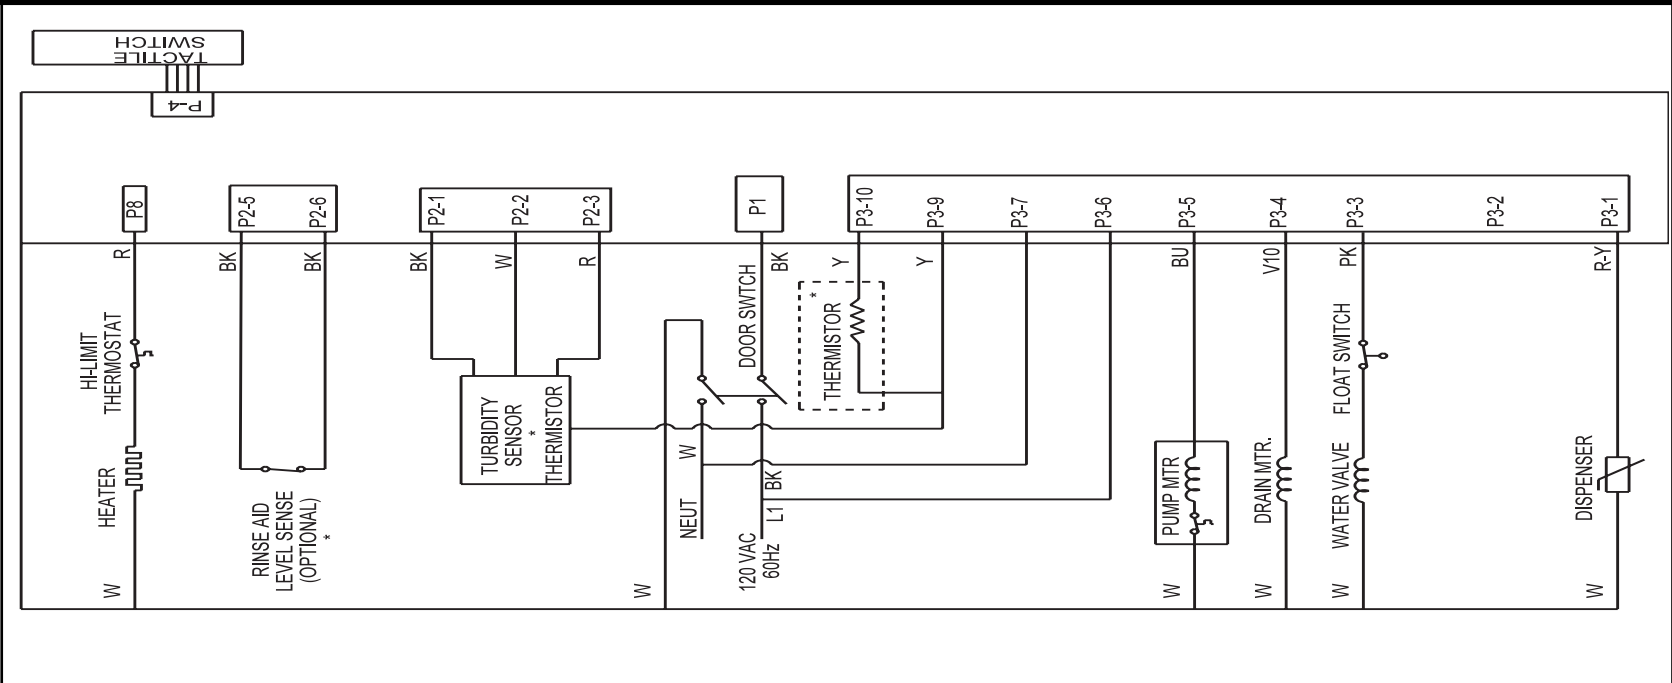 TACTILE
SWITCH
P-4
P8
P2-5
P2-6
P2-1
P2-2
P2-3
P1
P3-10
P3-9
P3-7
P3-6
P3-5
P3-4
P3-3
P3-2
P3-1
R
BK
BK
BK
W
R
BK
Y
Y
BU
V10
PK
R-Y
HI-LIMIT
THERMOSTAT
DOOR SWTCH
THERMISTOR *
FLOAT SWITCH
HEATER
TURBIDITY
SENSOR
*
THERMISTOR
W
BK
NEUT
L1
120 VAC
60Hz
RINSE AID
LEVEL SENSE
(OPTIONAL)
*
PUMP MTR
DRAIN MTR.
WATER VALVE
DISPENSER
W
W
W
W
W
W